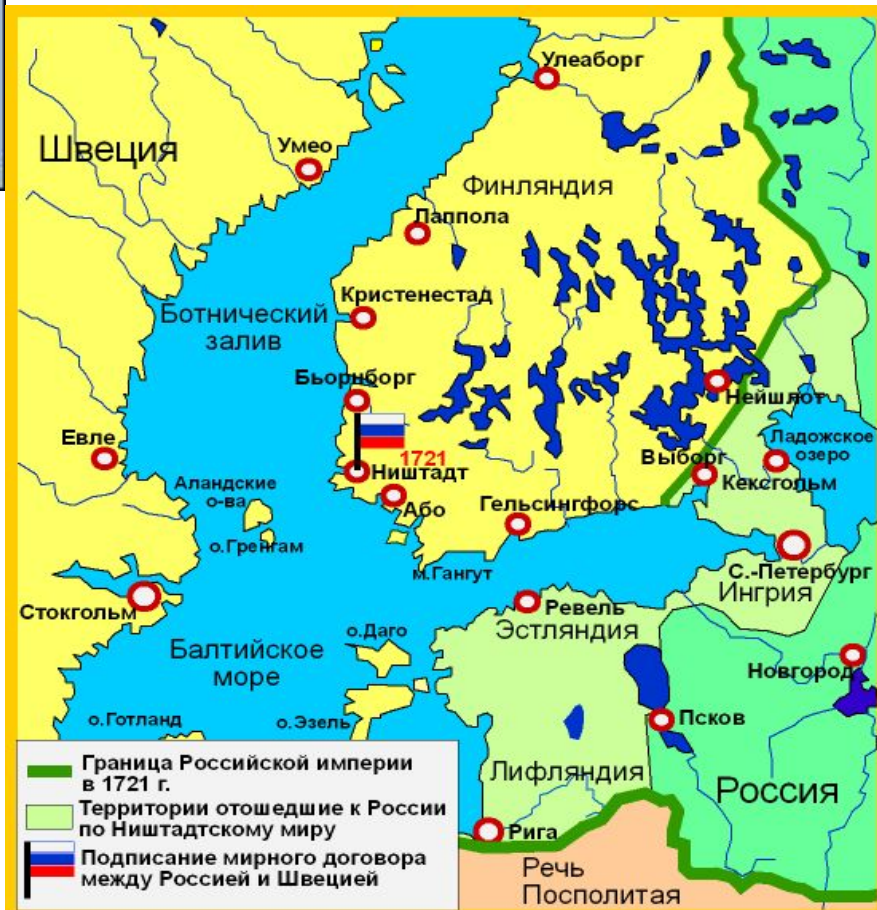 Улеаборг
Швеция
Умео
Финляндия
Лаппола
Кристенестад
Ботнический
залив
Бьорнборг
Нейшлот
1721
Евле
Ништадт
Выборг
Ладожское
озеро
Кексгольм
Аландские
о-ва
Або
Гельсингфорс
о.Гренгам
м.Гангут
С.-Петербург
Ингрия
Стокгольм
Ревель
Эстляндия
о.Даго
Балтийское
море
Новгород
о.Готланд
о.Эзель
Псков
Лифляндия
Россия
Рига
Речь
Посполитая
Граница Российской империи
в 1721 г.
Территории отошедшие к России
по Ништадтскому миру
Подписание мирного договора
между Россией и Швецией